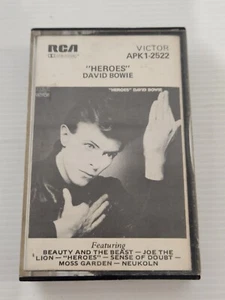 RCA VICTOR
APK1-2522
"HEROES"
DAVID BOWIE
"HEROES" DAVID BOWIE
Featuring
BEAUTY AND THE BEAST — JOE THE
LION — "HEROES" — SENSE OF DOUBT —
MOSS GARDEN — NEUKOLN